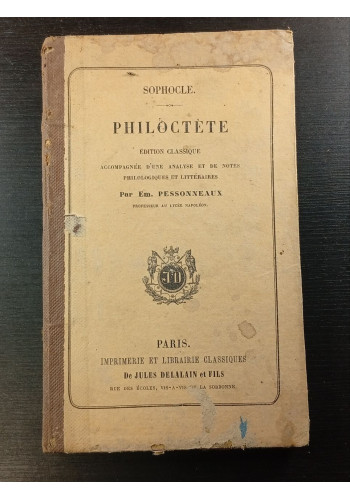 SOPHOCLE.
PHILOCTÈTE
ÉDITION CLASSIQUE
ACCOMPAGNÉE D'UNE ANALYSE ET DE NOTES
PHILOLOGIQUES ET LITTÉRAIRES
Par Em. PESSONNEAUX
PROFESSEUR AU LYCÉE NAPOLÉON.
PARIS.
IMPRIMERIE ET LIBRAIRIE CLASSIQUES
De JULES DELALAIN et FILS
RUE DES ÉCOLES, VIS-A-VIS DE LA SORBONNE.